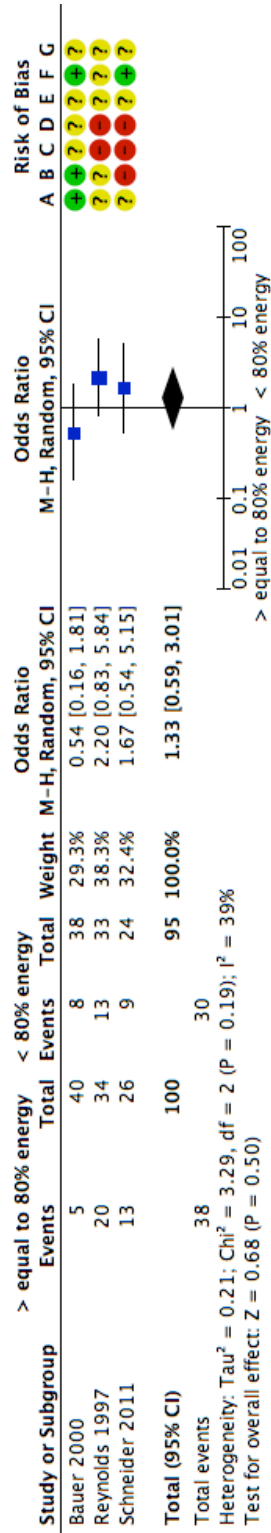 > equal to 80% energy < 80% energy Odds Ratio Odds Ratio Risk of Bias
Study or Subgroup Events Total Events Total Weight M-H, Random, 95% CI M-H, Random, 95% CI A B C D E F G
Bauer 2000 5 40 8 38 29.3% 0.54 [0.16, 1.81] + + ? ? ? + ?
Reynolds 1997 20 34 13 33 38.3% 2.20 [0.83, 5.84] ? ? - - ? ? ?
Schneider 2011 13 26 9 24 32.4% 1.67 [0.54, 5.15] ? - - - ? + ?
Total (95% CI) 100 95 100.0% 1.33 [0.59, 3.01]
Total events 38 30
Heterogeneity: Tau² = 0.21; Chi² = 3.29, df = 2 (P = 0.19); I² = 39%
Test for overall effect: Z = 0.68 (P = 0.50)
0.01 0.1 1 10 100
> equal to 80% energy < 80% energy